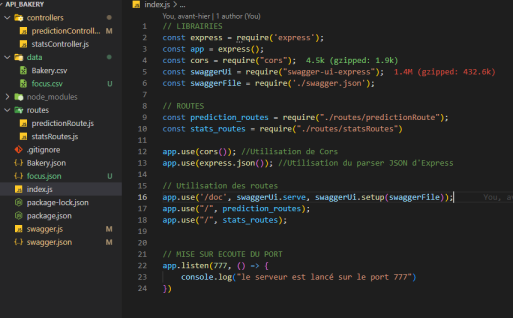 API_BAKERY
controllers
predictionControll... M
statsController.js
data
Bakery.csv
focus.csv U
node_modules
routes
predictionRoute.js
statsRoutes.js
.gitignore
Bakery.json
focus.json U
index.js
package-lock.json
package.json
swagger.js M
swagger.json M
index.js > ...
You, avant-hier | 1 author (You)
1 // LIBRAIRIES
2 const express = require('express');
3 const app = express();
4 const cors = require("cors"); 4.5k (gzipped: 1.9k)
5 const swaggerUi = require("swagger-ui-express"); 1.4M (gzipped: 432.6k)
6 const swaggerFile = require('./swagger.json');
7
8 // ROUTES
9 const prediction_routes = require("./routes/predictionRoute");
10 const stats_routes = require("./routes/statsRoutes")
11
12 app.use(cors()); //Utilisation de Cors
13 app.use(express.json()); //Utilisation du parser JSON d'Express
14
15 // Utilisation des routes
16 app.use('/doc', swaggerUi.serve, swaggerUi.setup(swaggerFile)); You, av
17 app.use("/", prediction_routes);
18 app.use("/", stats_routes);
19
20
21 // MISE SUR ECOUTE DU PORT
22 app.listen(777, () => {
23 console.log("le serveur est lancé sur le port 777")
24 })